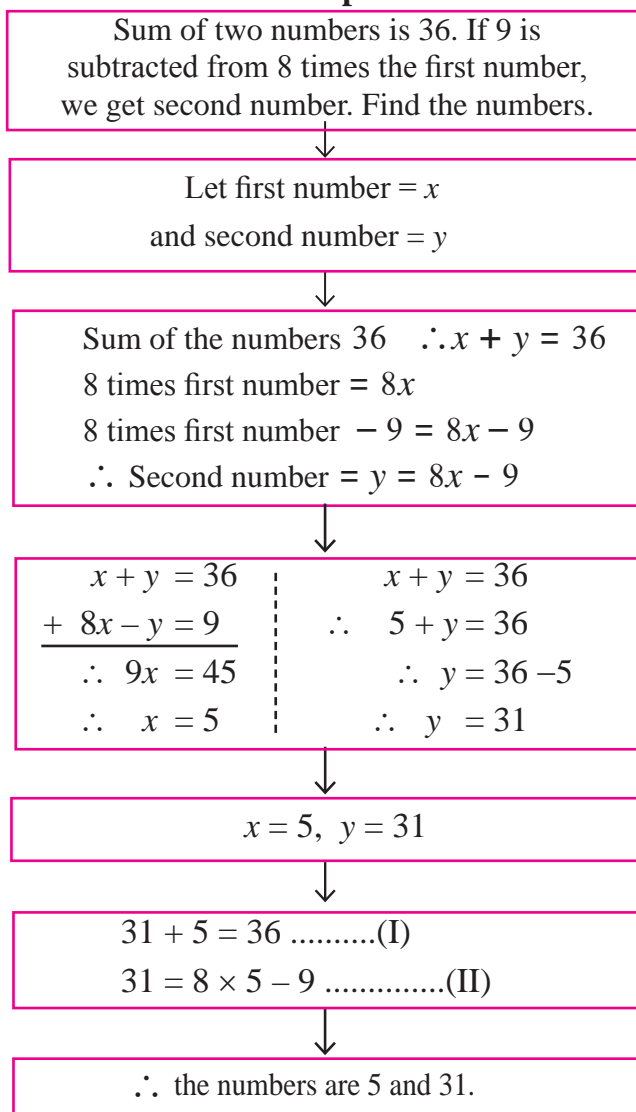 Sum of two numbers is 36. If 9 is
subtracted from 8 times the first number,
we get second number. Find the numbers.
Let first number = x
and second number = y
Sum of the numbers 36 ∴ x + y = 36
8 times first number = 8x
8 times first number − 9 = 8x − 9
∴ Second number = y = 8x − 9
x + y = 36
+ 8x – y = 9
∴ 9x = 45
∴ x = 5
x + y = 36
∴ 5 + y = 36
∴ y = 36 –5
∴ y = 31
x = 5, y = 31
31 + 5 = 36 ..........(I)
31 = 8 × 5 – 9 ..............(II)
∴ the numbers are 5 and 31.